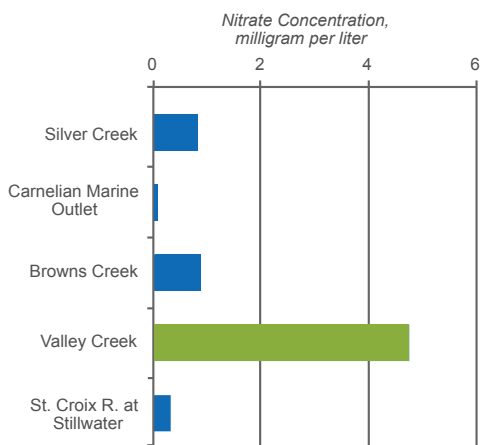 Nitrate Concentration,
milligram per liter
0 2 4 6
Silver Creek
Carnelian Marine
Outlet
Browns Creek
Valley Creek
St. Croix R. at
Stillwater